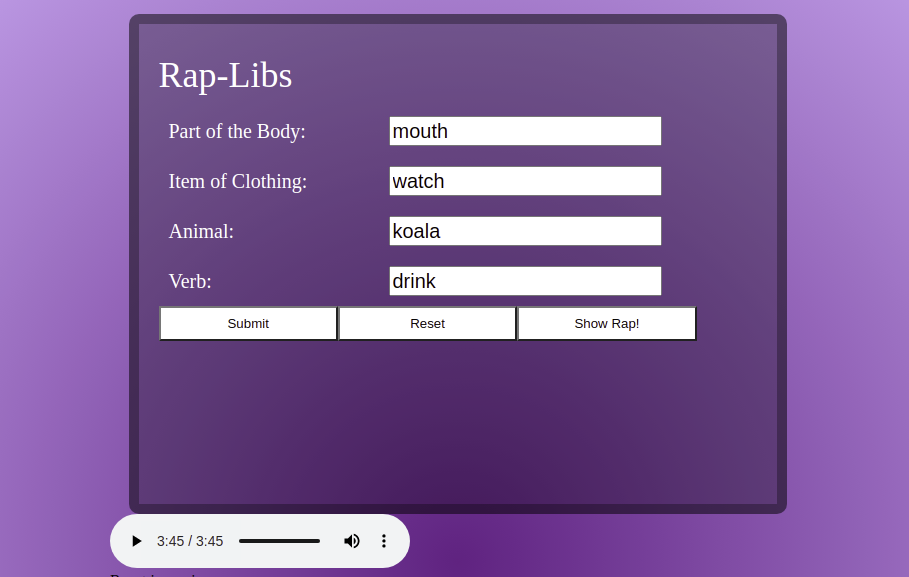 Rap-Libs
Part of the Body: mouth
Item of Clothing: watch
Animal: koala
Verb: drink
Submit Reset Show Rap!
3:45 / 3:45